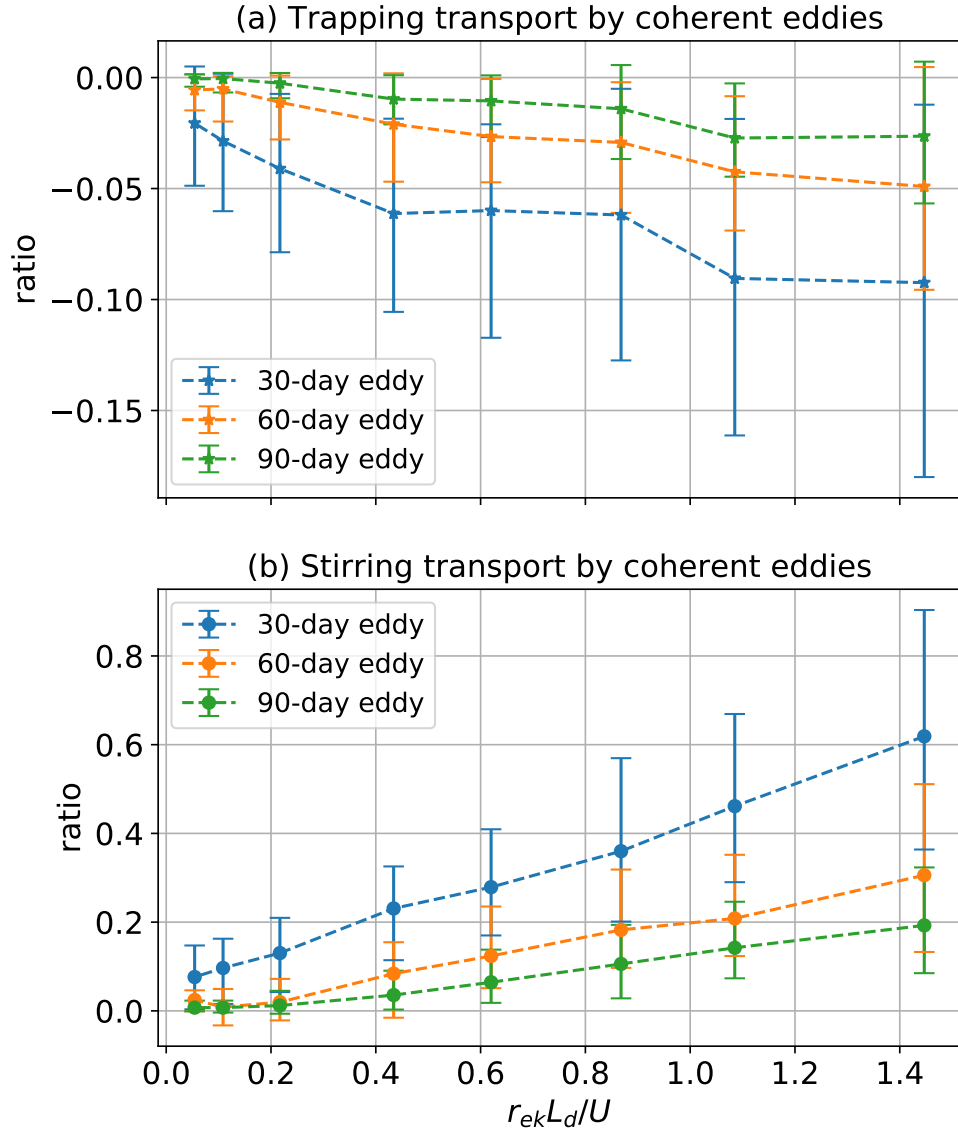 (a) Trapping transport by coherent eddies
0.00
−0.05
−0.10
−0.15
ratio
30-day eddy
60-day eddy
90-day eddy
(b) Stirring transport by coherent eddies
30-day eddy
60-day eddy
90-day eddy
0.8
0.6
0.4
0.2
0.0
ratio
0.0 0.2 0.4 0.6 0.8 1.0 1.2 1.4
r_{ek}L_d/U